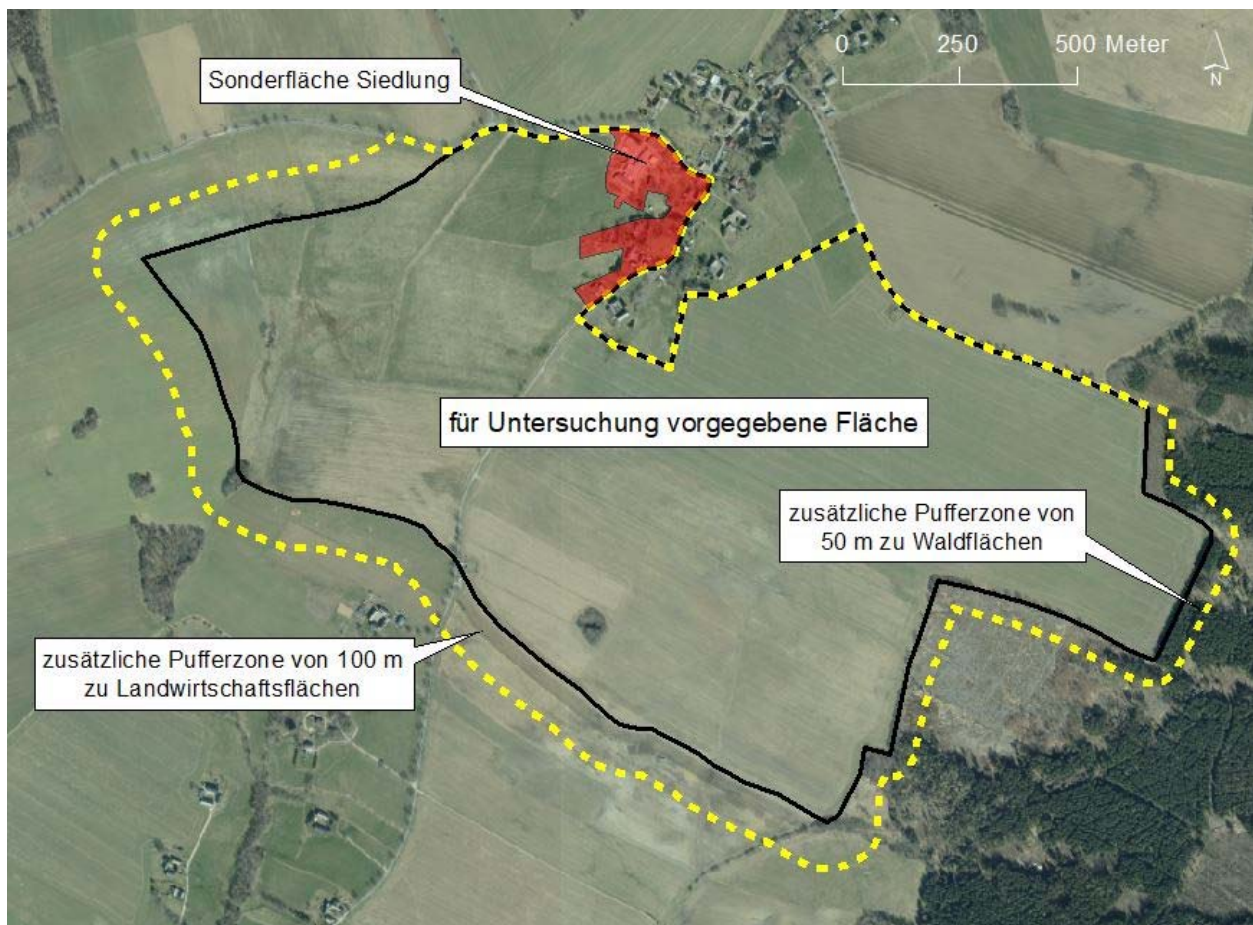 0 250 500 Meter
N
Sonderfläche Siedlung
für Untersuchung vorgegebene Fläche
zusätzliche Pufferzone von
50 m zu Waldflächen
zusätzliche Pufferzone von 100 m
zu Landwirtschaftsflächen